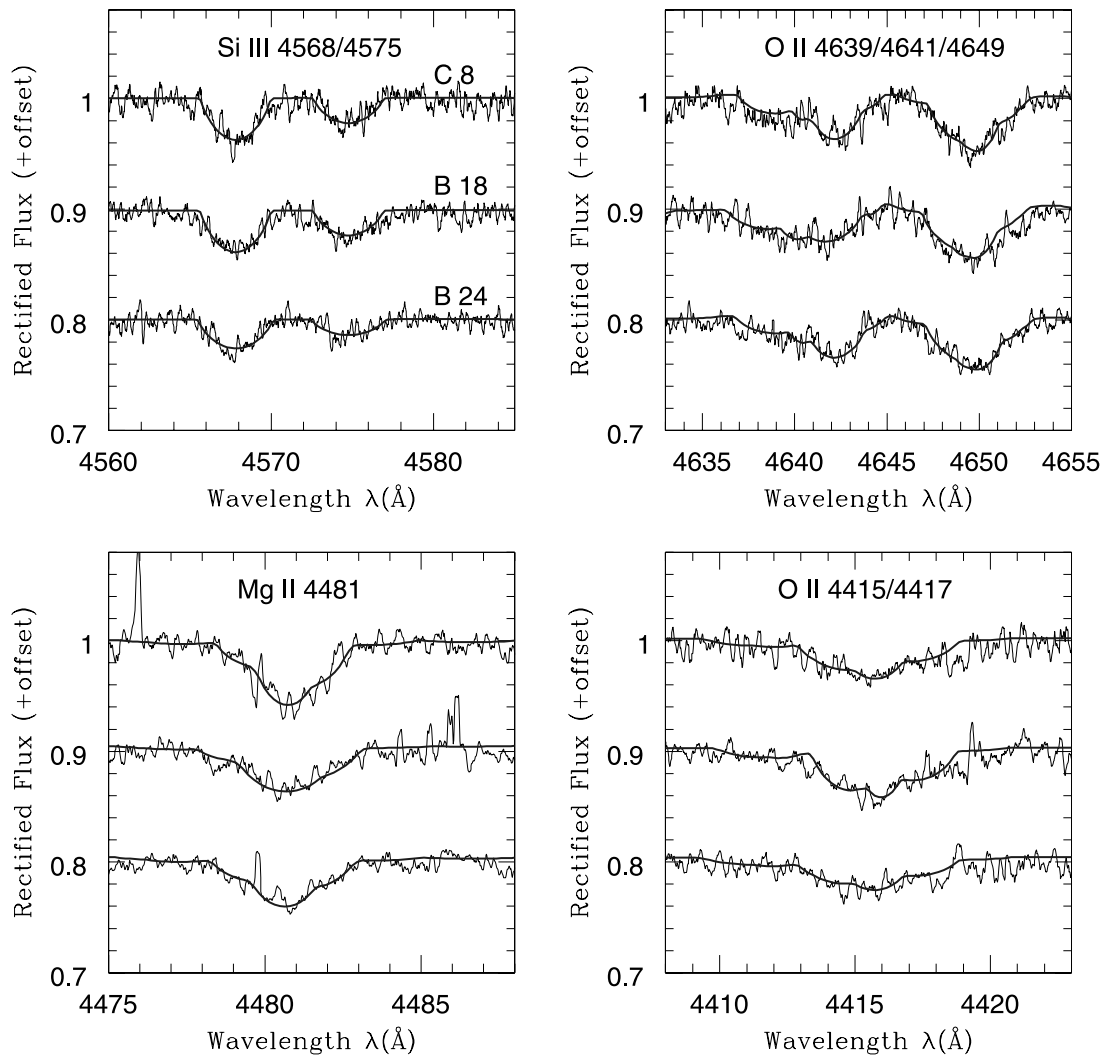 Si III 4568/4575
C 8
B 18
B 24
1
0.9
0.8
0.7
4560
4570
4580
Rectified Flux (+offset)
Wavelength λ(Å)
O II 4639/4641/4649
1
0.9
0.8
0.7
4635
4640
4645
4650
4655
Rectified Flux (+offset)
Wavelength λ(Å)
Mg II 4481
1
0.9
0.8
0.7
4475
4480
4485
Rectified Flux (+offset)
Wavelength λ(Å)
O II 4415/4417
1
0.9
0.8
0.7
4410
4415
4420
Rectified Flux (+offset)
Wavelength λ(Å)